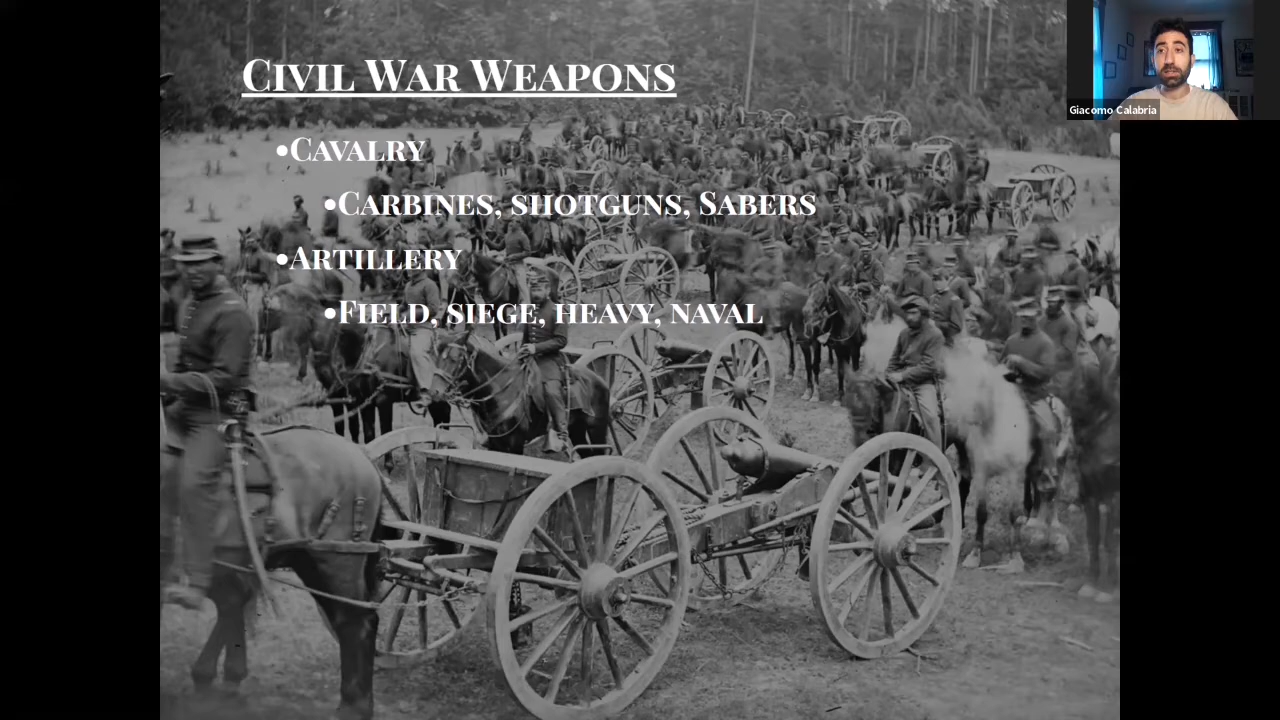 Civil War Weapons
•Cavalry
•Carbines, shotguns, Sabers
•Artillery
•Field, siege, heavy, naval
Giacomo Calabria